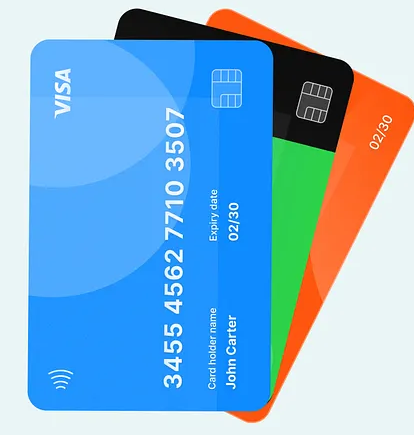 VISA
3455 4562 7710 3507
Expiry date
02/30
Card holder name
John Carter
02/30